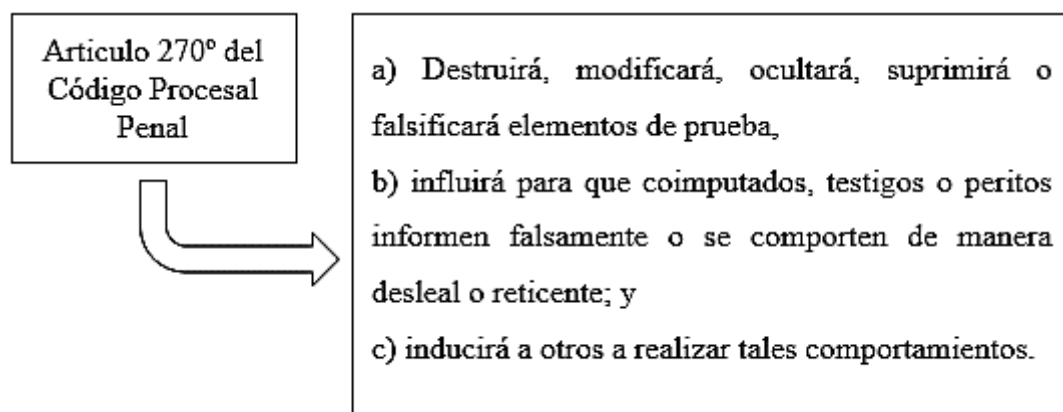 Articulo 270º del
Código Procesal
Penal
a) Destruirá, modificará, ocultará, suprimirá o
falsificará elementos de prueba,
b) influirá para que coimputados, testigos o peritos
informen falsamente o se comporten de manera
desleal o reticente; y
c) inducirá a otros a realizar tales comportamientos.